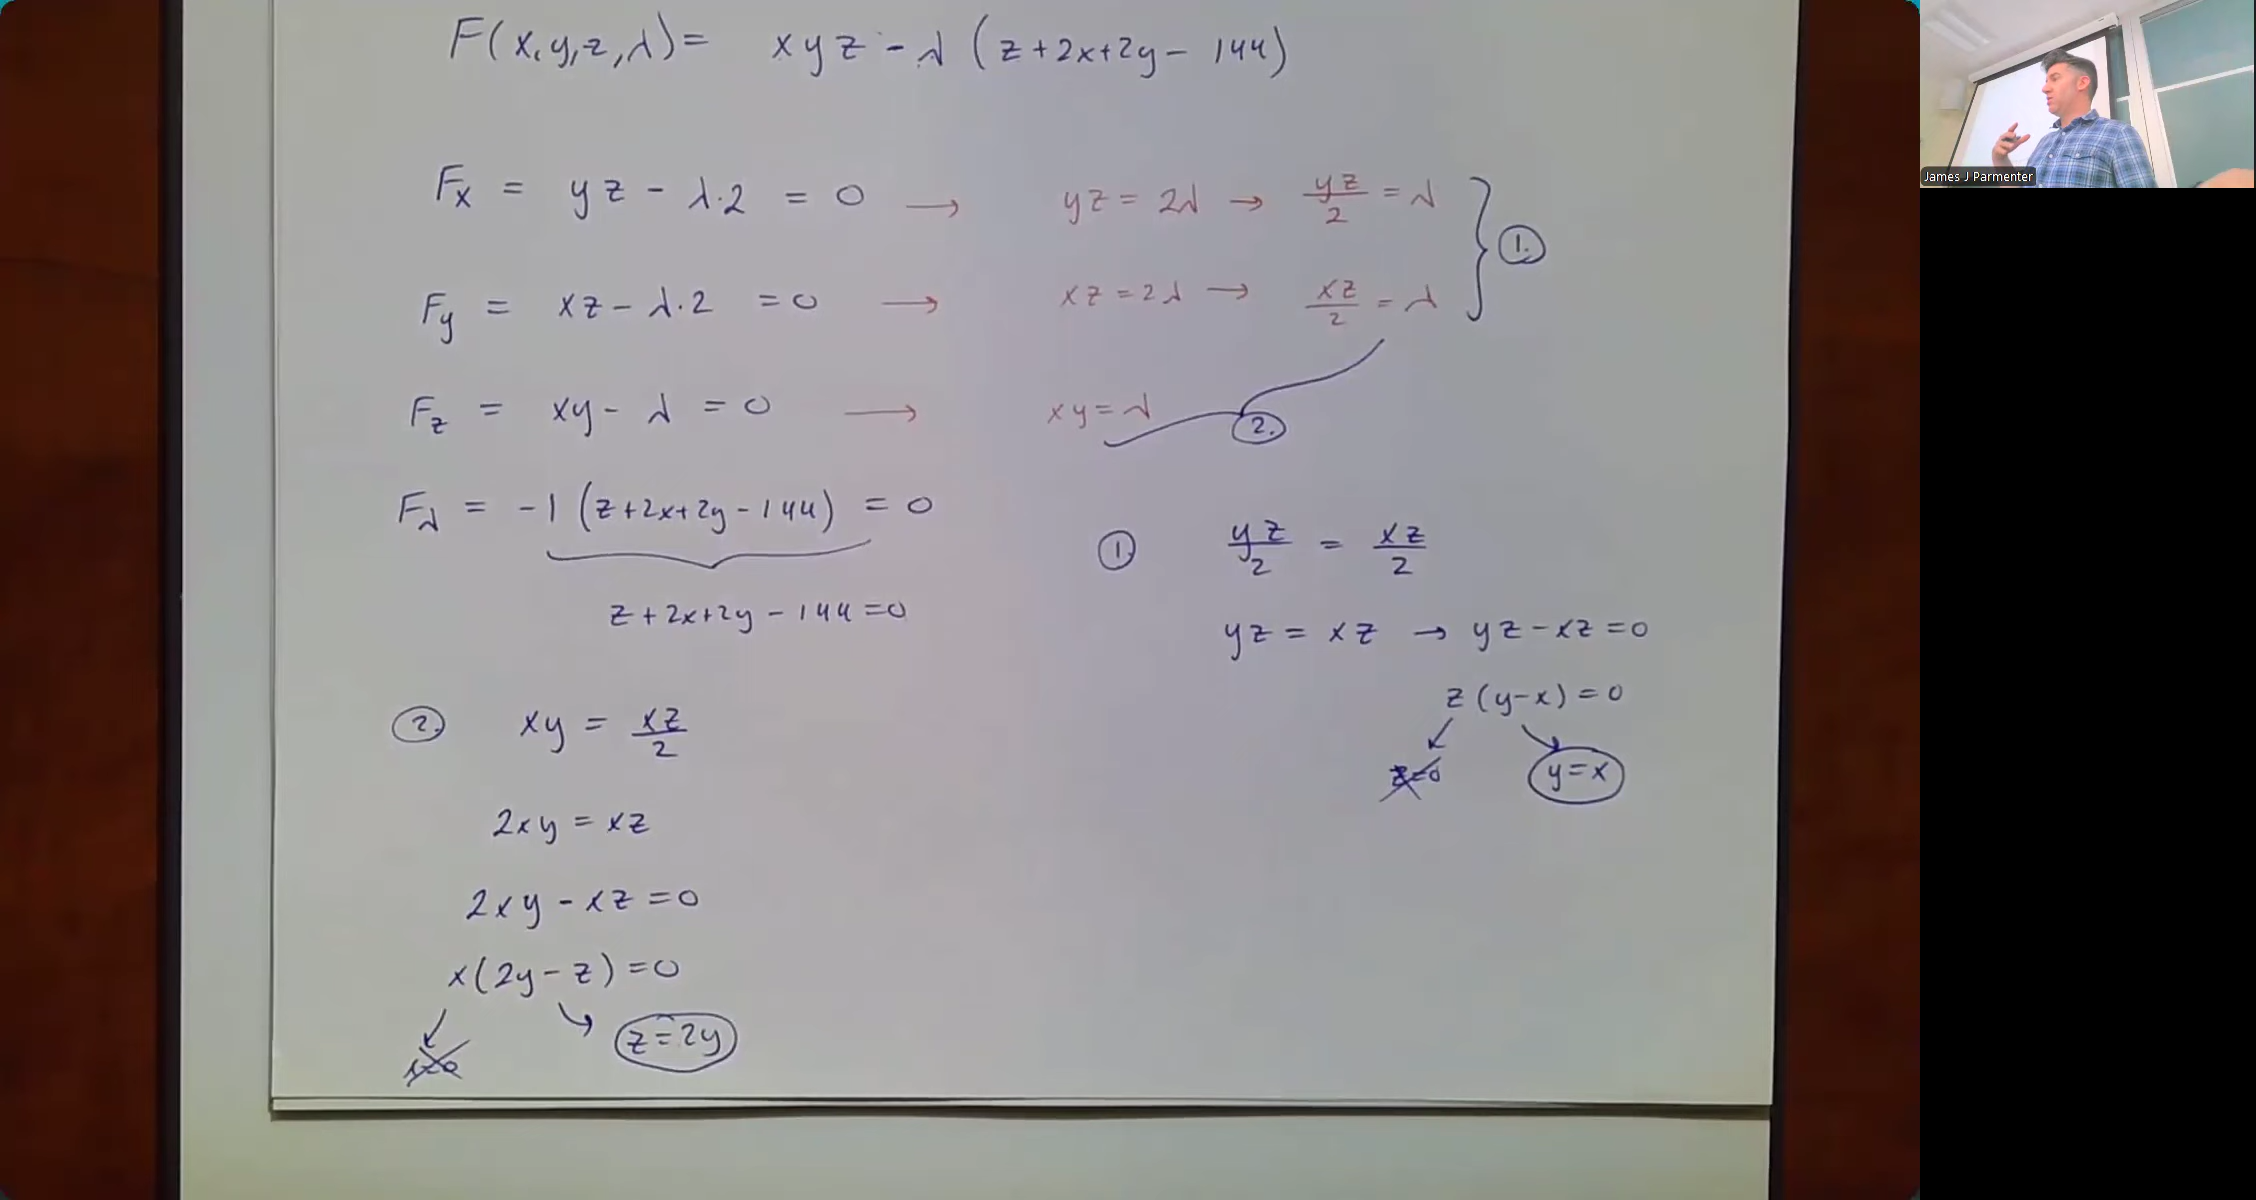 F(x,y,z,λ)= xyz - λ (z+2x+2y- 144)
Fx = yz - λ·2 = 0 → yz = 2λ → yz/2 = λ
1.
Fy = xz - λ·2 = 0 → xz = 2λ → xz/2 = λ
Fz = xy - λ = 0 → xy = λ
2.
Fλ = -1 (z+2x+2y-144) = 0
z+2x+2y-144=0
1. yz/2 = xz/2
yz = xz → yz-xz=0
z(y-x)=0
z=0 y=x
2. xy = xz/2
2xy = xz
2xy - xz = 0
x(2y-z)=0
x=0 z=2y
James J Parmenter